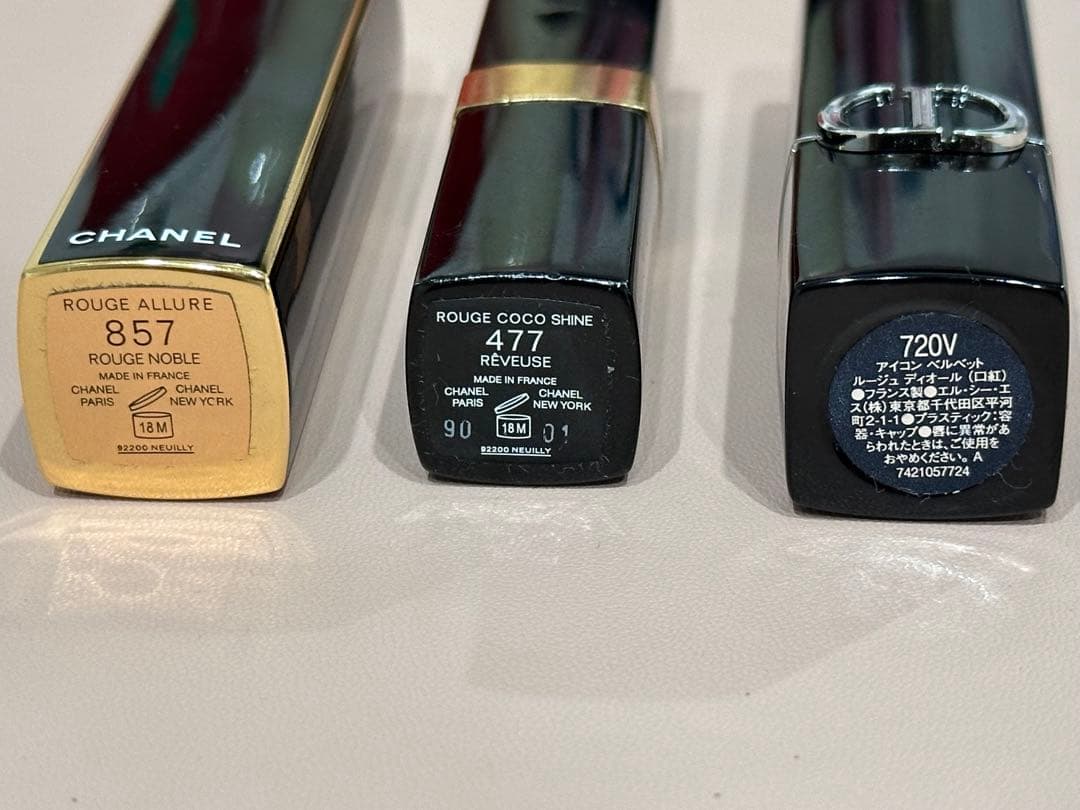 CHANEL
ROUGE ALLURE
857
ROUGE NOBLE
MADE IN FRANCE
CHANEL PARIS
CHANEL NEW YORK
18M
92200 NEUILLY
ROUGE COCO SHINE
477
RÊVEUSE
MADE IN FRANCE
CHANEL PARIS
CHANEL NEW YORK
90 18M 01
92200 NEUILLY
720V
アイコン ベルベット
ルージュ ディオール (口紅)
●フランス製●エル・シー・エ
ス(株)東京都千代田区平河
町2-1-1●プラスティック:容
器・キャップ●唇に異常があ
らわれたときは、ご使用を
おやめください。A
7421057724